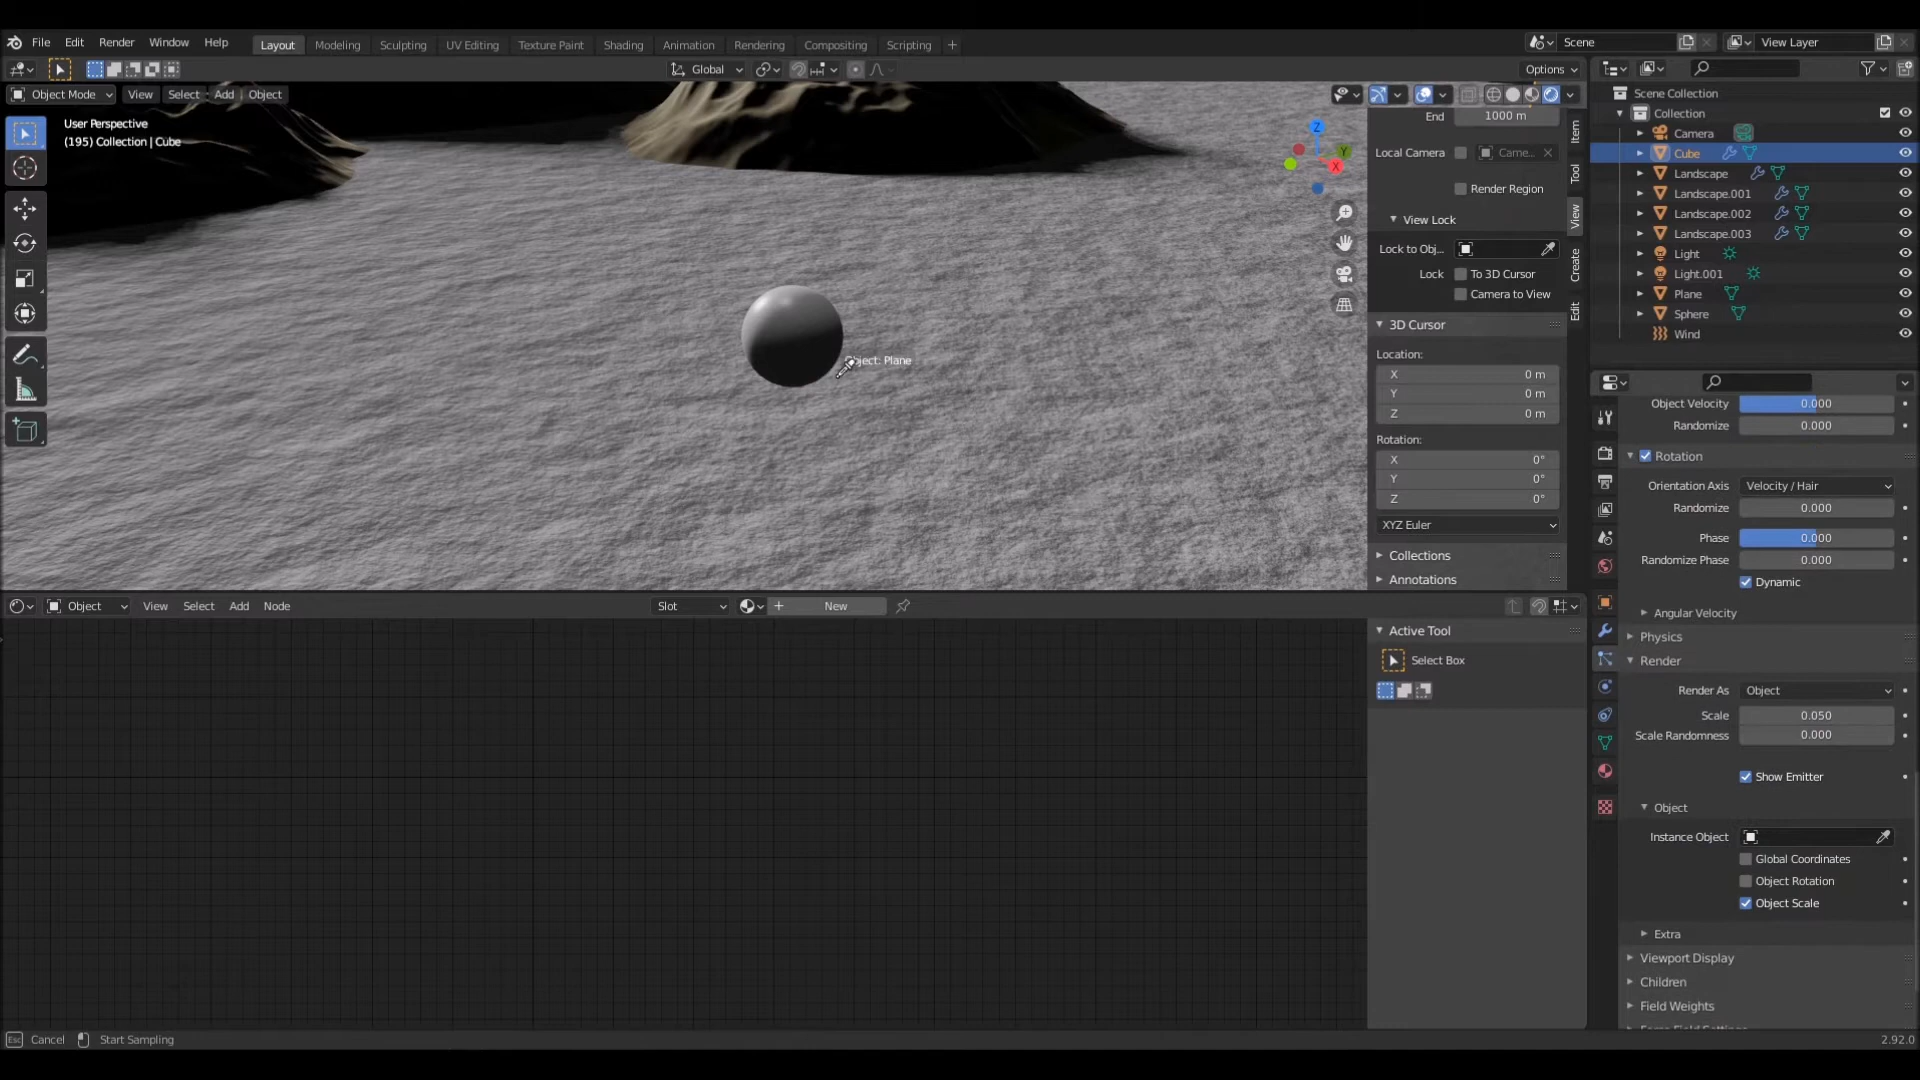 File Edit Render Window Help Layout Modeling Sculpting UV Editing Texture Paint Shading Animation Rendering Compositing Scripting + Scene View Layer
Global Options
Object Mode View Select Add Object
User Perspective
(195) Collection | Cube
Object: Plane
Z
Y
X
End 1000 m
Local Camera Came...
Render Region
View Lock
Lock to Obj...
Lock To 3D Cursor
Camera to View
3D Cursor
Location:
X 0 m
Y 0 m
Z 0 m
Rotation:
X 0°
Y 0°
Z 0°
XYZ Euler
Collections
Annotations
Item
Tool
View
Create
Edit
Scene Collection
Collection
Camera
Cube
Landscape
Landscape.001
Landscape.002
Landscape.003
Light
Light.001
Plane
Sphere
Wind
Object Velocity 0.000
Randomize 0.000
Rotation
Orientation Axis Velocity / Hair
Randomize 0.000
Phase 0.000
Randomize Phase 0.000
Dynamic
Angular Velocity
Physics
Render
Render As Object
Scale 0.050
Scale Randomness 0.000
Show Emitter
Object
Instance Object
Global Coordinates
Object Rotation
Object Scale
Extra
Viewport Display
Children
Field Weights
Object View Select Add Node Slot + New
Active Tool
Select Box
Esc Cancel Start Sampling
2.92.0